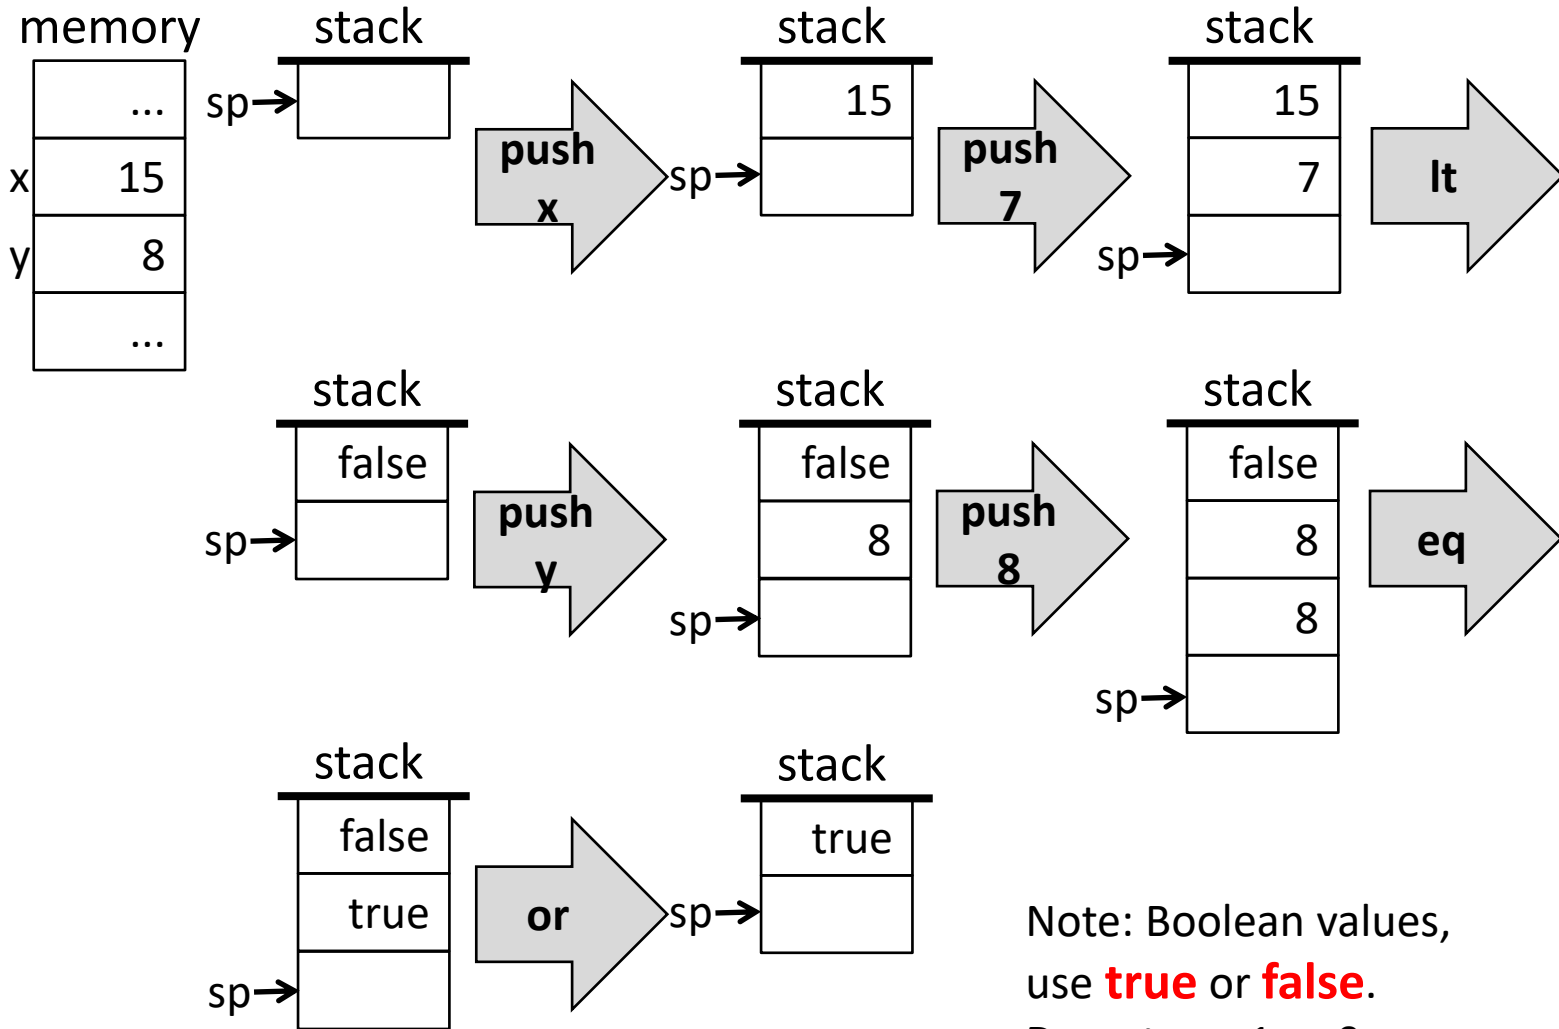 memory stack stack stack
...
sp
15
15
x 15
push
x
sp
push
7
7
lt
y 8
sp
...
stack stack stack
false false false
sp
push
y
8
push
8
8
eq
sp
8
sp
stack stack
false true
true
or
sp
sp
Note: Boolean values,
use true or false.